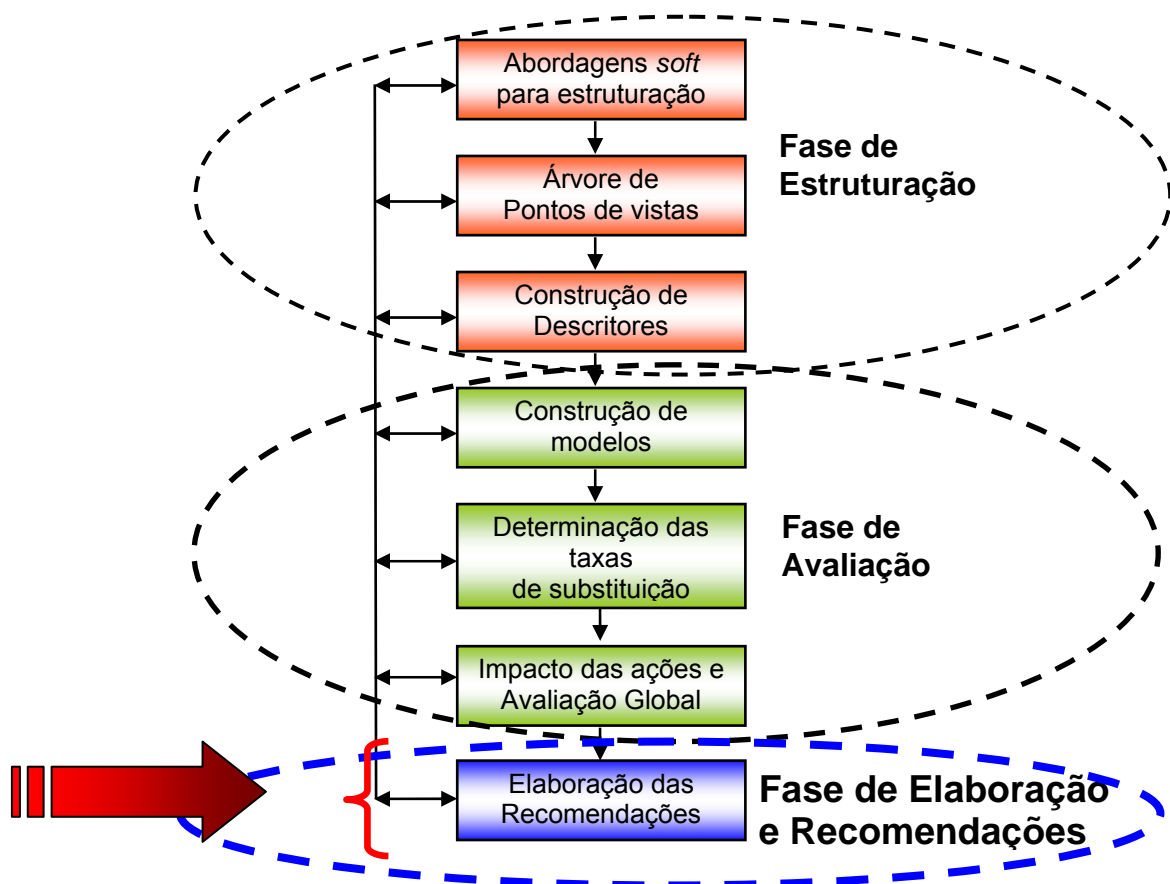 Abordagens soft
para estruturação
Fase de
Estruturação
Árvore de
Pontos de vistas
Construção de
Descritores
Construção de
modelos
Determinação das
taxas
de substituição
Fase de
Avaliação
Impacto das ações e
Avaliação Global
Elaboração das
Recomendações
Fase de Elaboração
e Recomendações